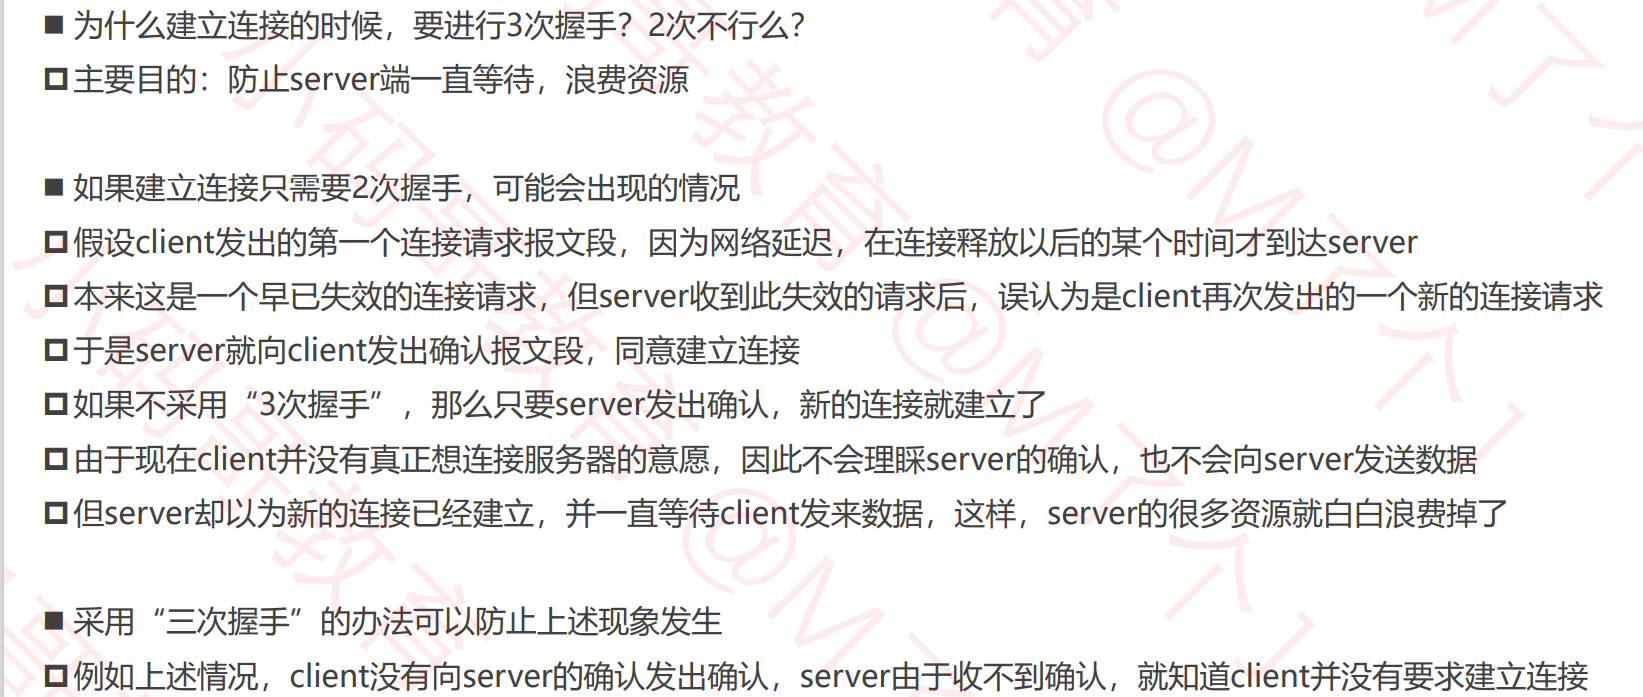 ■ 为什么建立连接的时候，要进行3次握手？2次不行么？
主要目的：防止server端一直等待，浪费资源
■ 如果建立连接只需要2次握手，可能会出现的情况
假设client发出的第一个连接请求报文段，因为网络延迟，在连接释放以后的某个时间才到达server
本来这是一个早已失效的连接请求，但server收到此失效的请求后，误认为是client再次发出的一个新的连接请求
于是server就向client发出确认报文段，同意建立连接
如果不采用“3次握手”，那么只要server发出确认，新的连接就建立了
由于现在client并没有真正想连接服务器的意愿，因此不会理睬server的确认，也不会向server发送数据
但server却以为新的连接已经建立，并一直等待client发来数据，这样，server的很多资源就白白浪费掉了
■ 采用“三次握手”的办法可以防止上述现象发生
例如上述情况，client没有向server的确认发出确认，server由于收不到确认，就知道client并没有要求建立连接
小码哥教育 @M了个J
小码哥教育 @M了个J